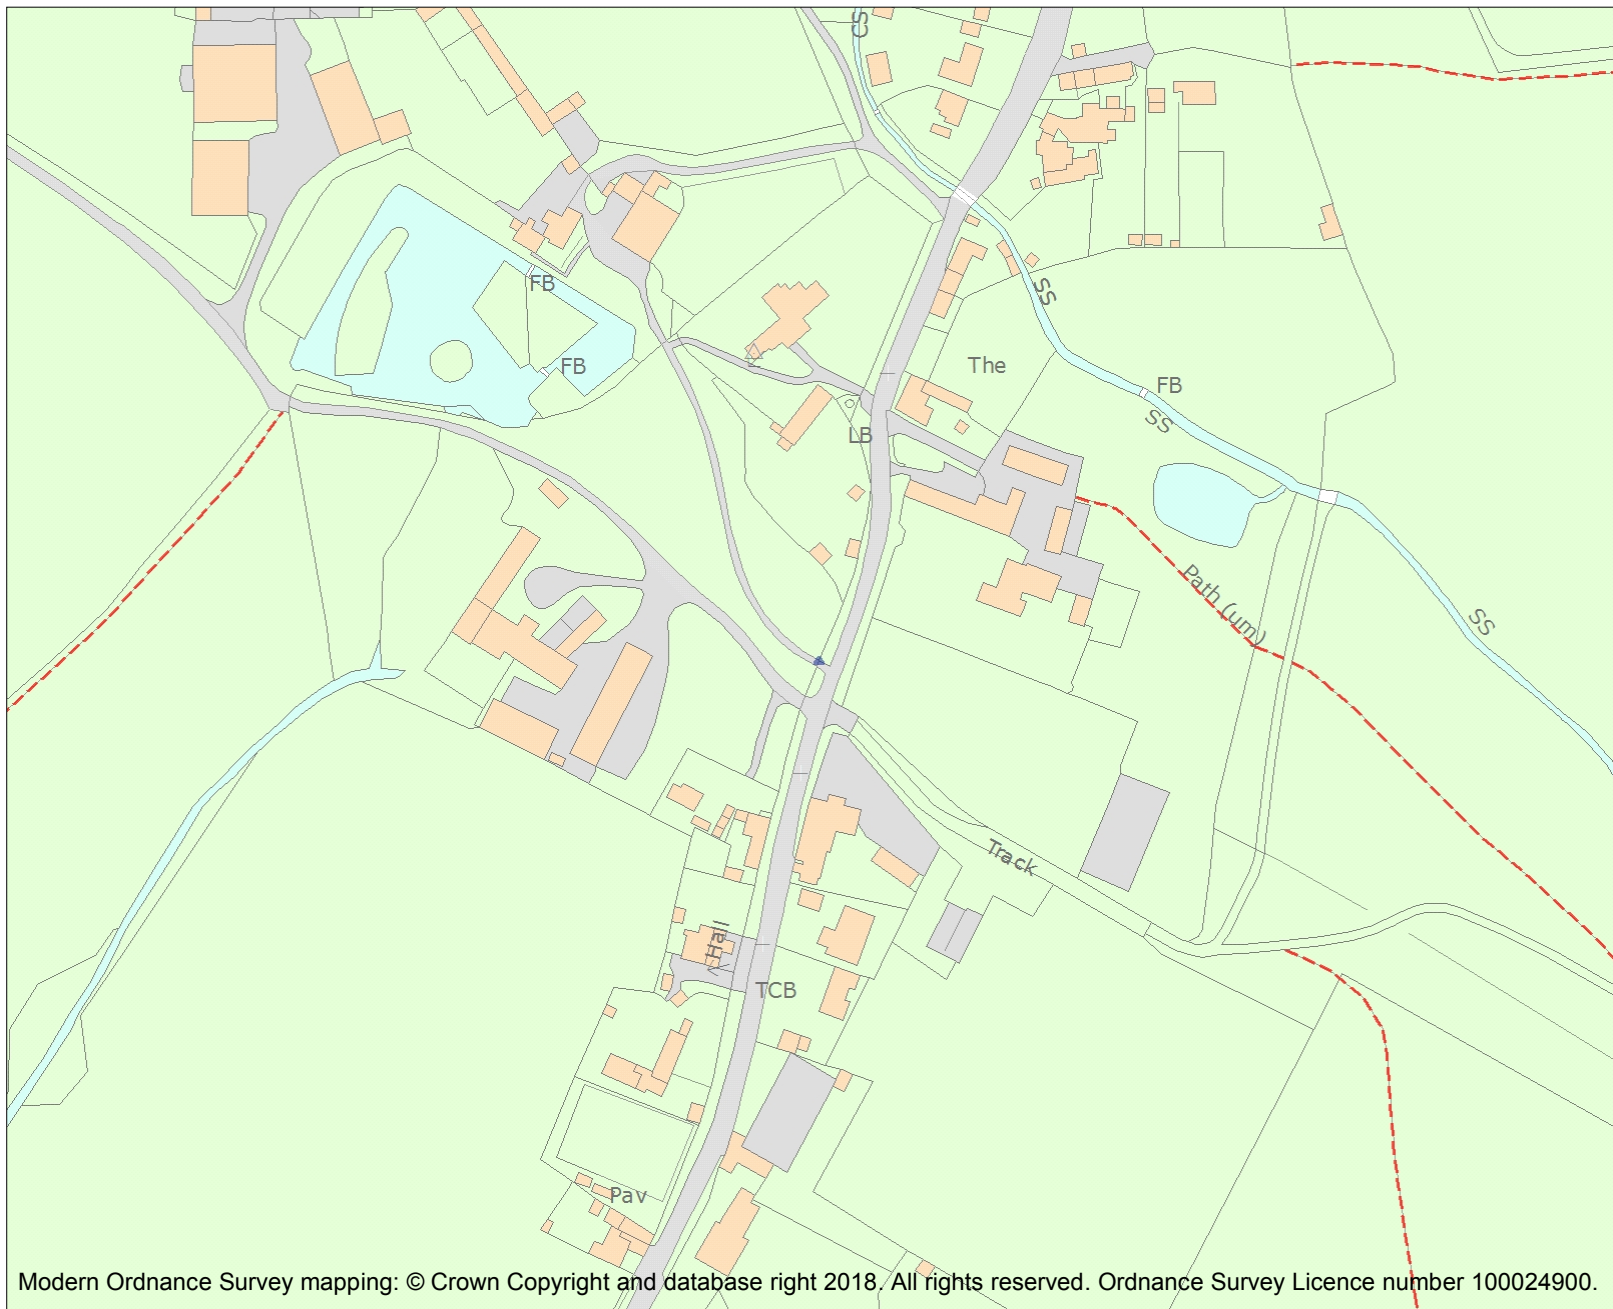 CS
FB
SS
FB
The
FB
SS
LB
Path (um)
SS
Track
Hall
TCB
Pav
Modern Ordnance Survey mapping: © Crown Copyright and database right 2018. All rights reserved. Ordnance Survey Licence number 100024900.